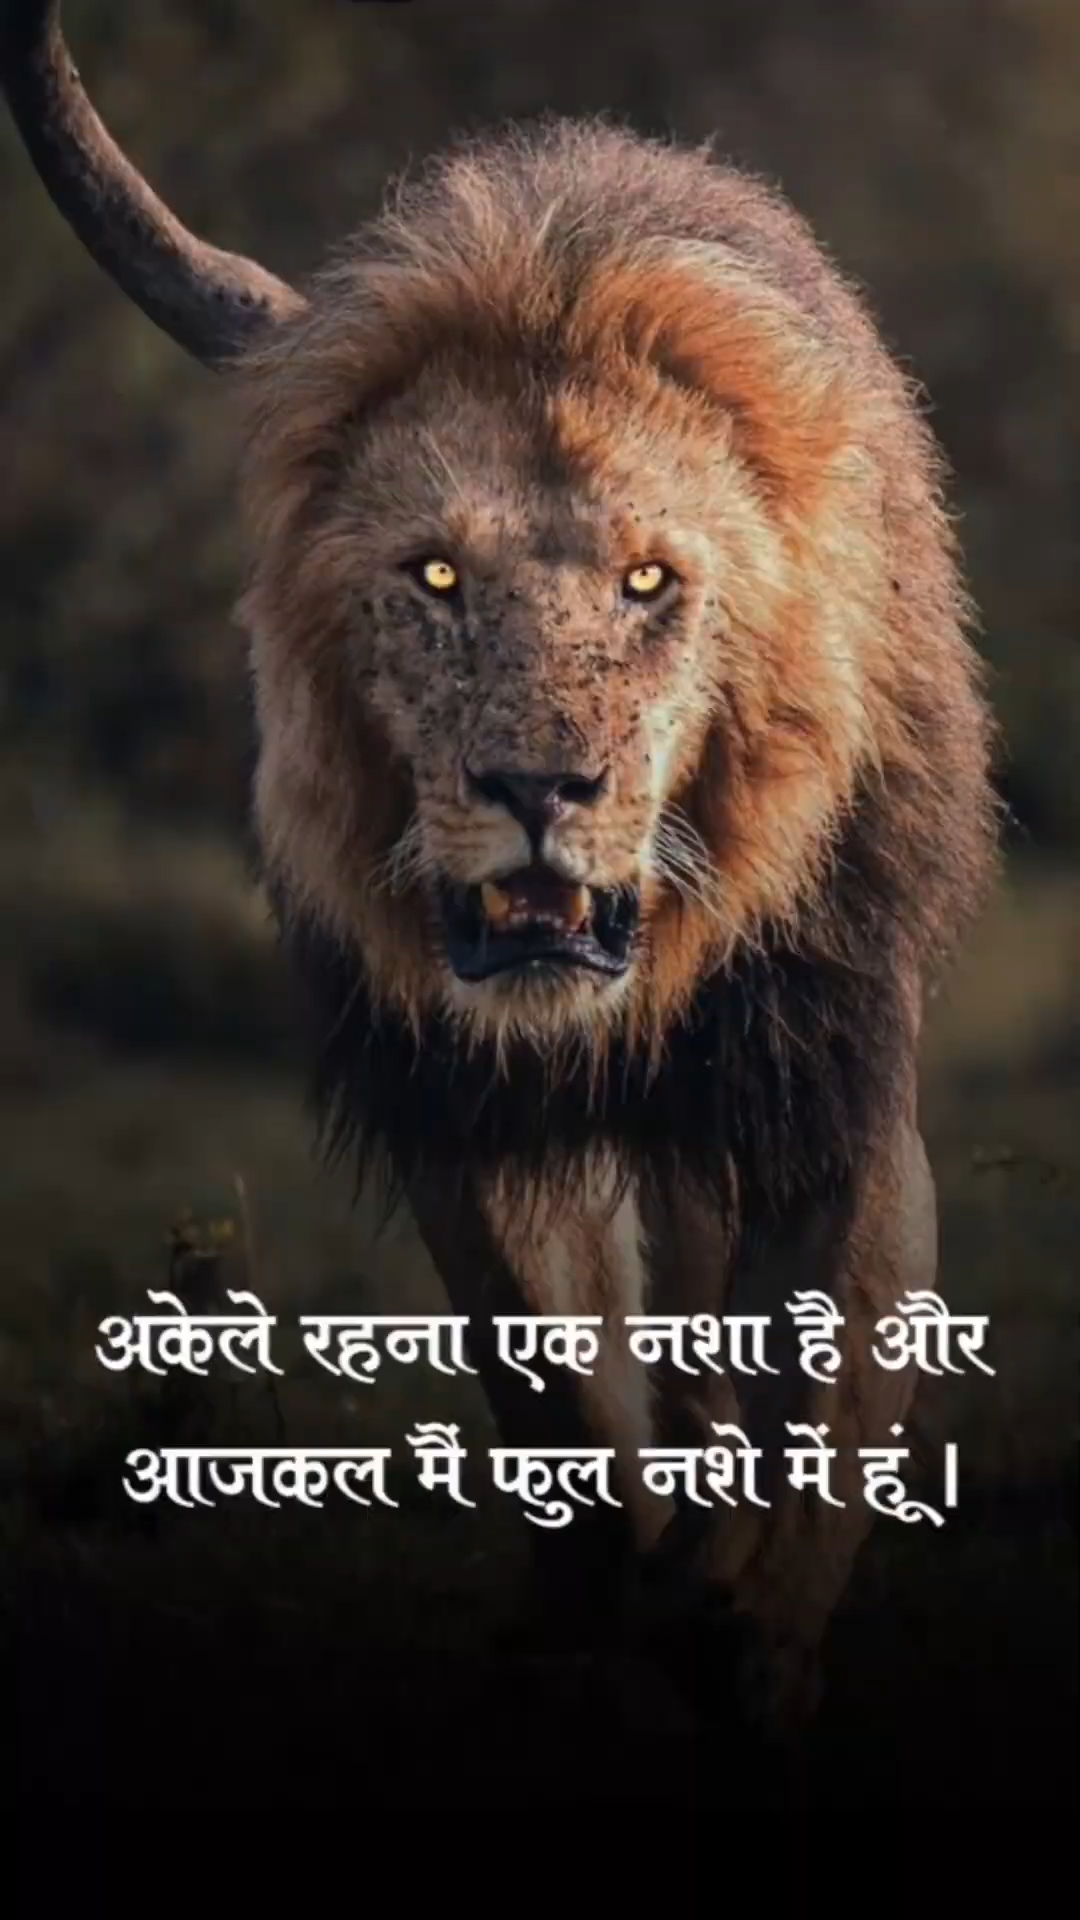 अकेले रहना एक नशा है और
आजकल मैं फुल नशे में हूं।